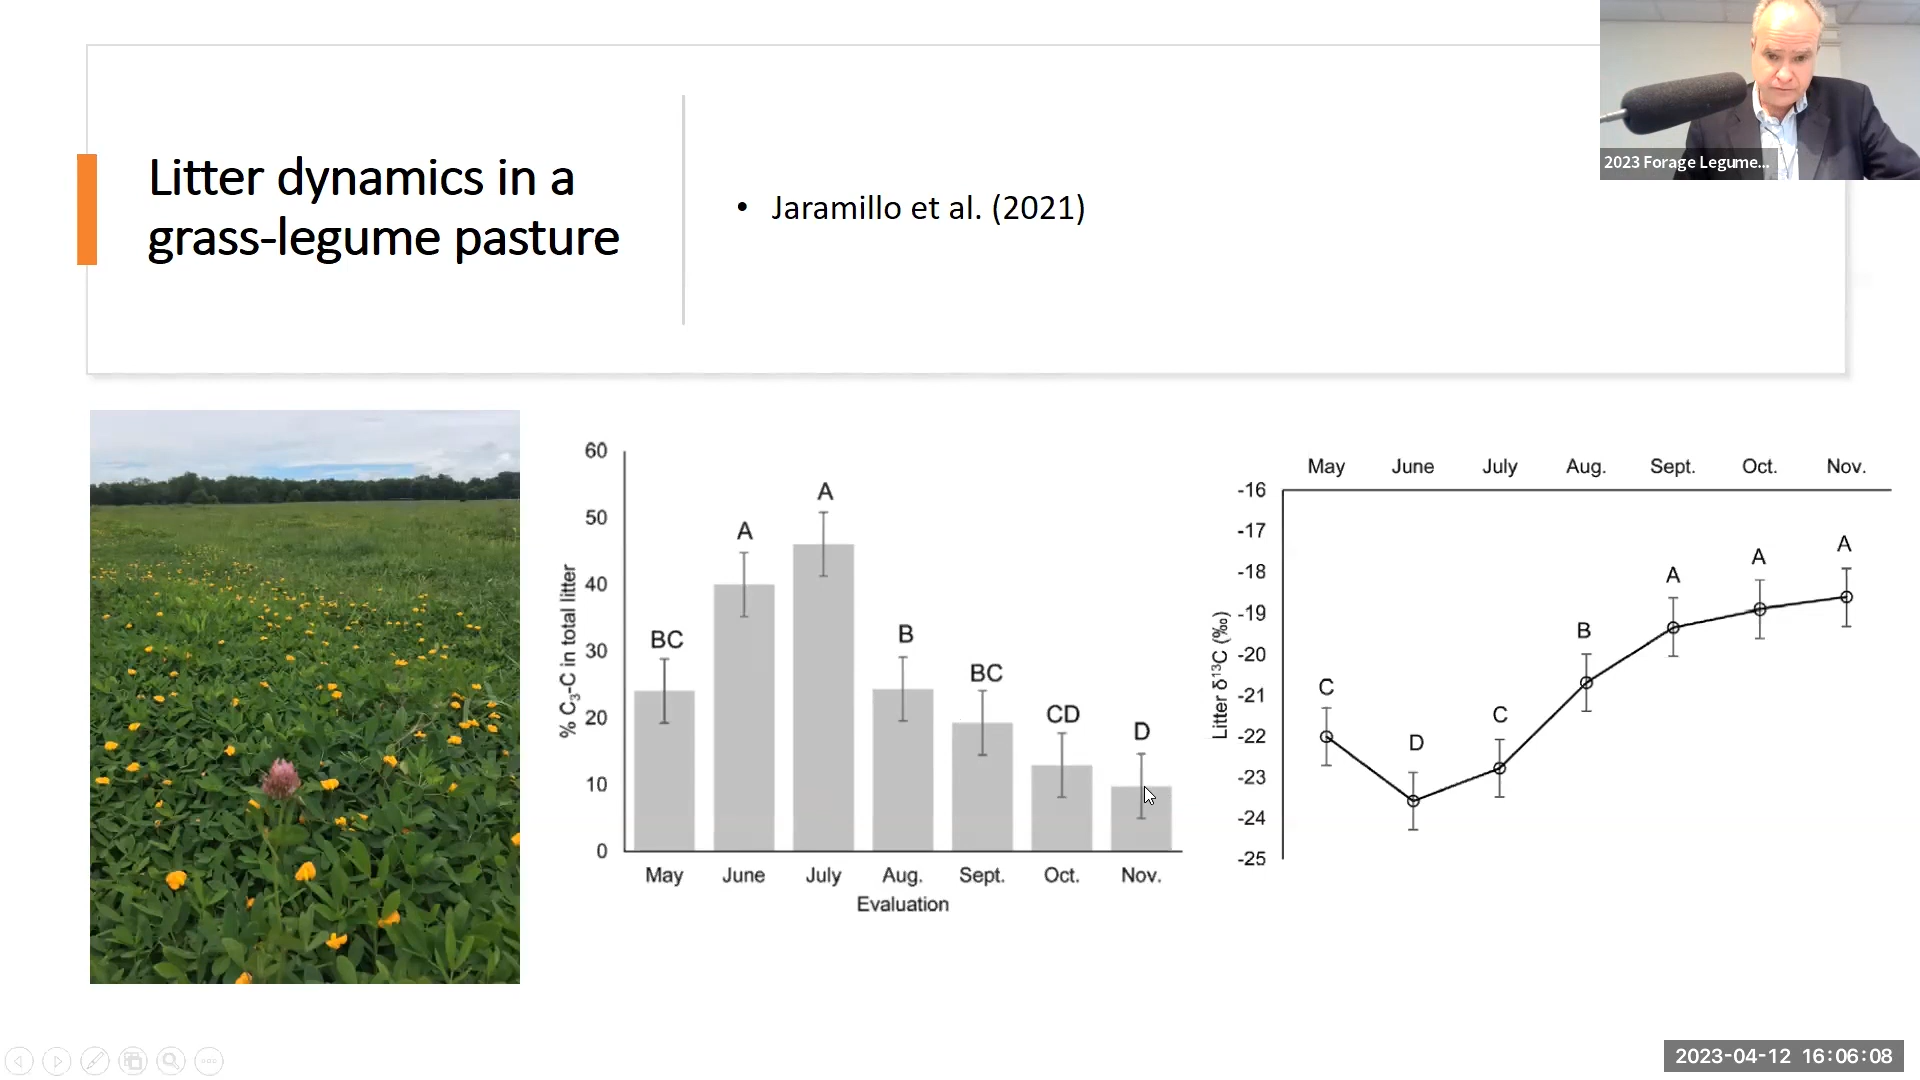 2023 Forage Legume...
Litter dynamics in a
grass-legume pasture
• Jaramillo et al. (2021)
% C₃-C in total litter
60
50
40
30
20
10
0
BC
A
A
B
BC
CD
D
May June July Aug. Sept. Oct. Nov.
Evaluation
May June July Aug. Sept. Oct. Nov.
Litter δ¹³C (‰)
-16
-17
-18
-19
-20
-21
-22
-23
-24
-25
C
D
C
B
A
A
A
2023-04-12 16:06:08